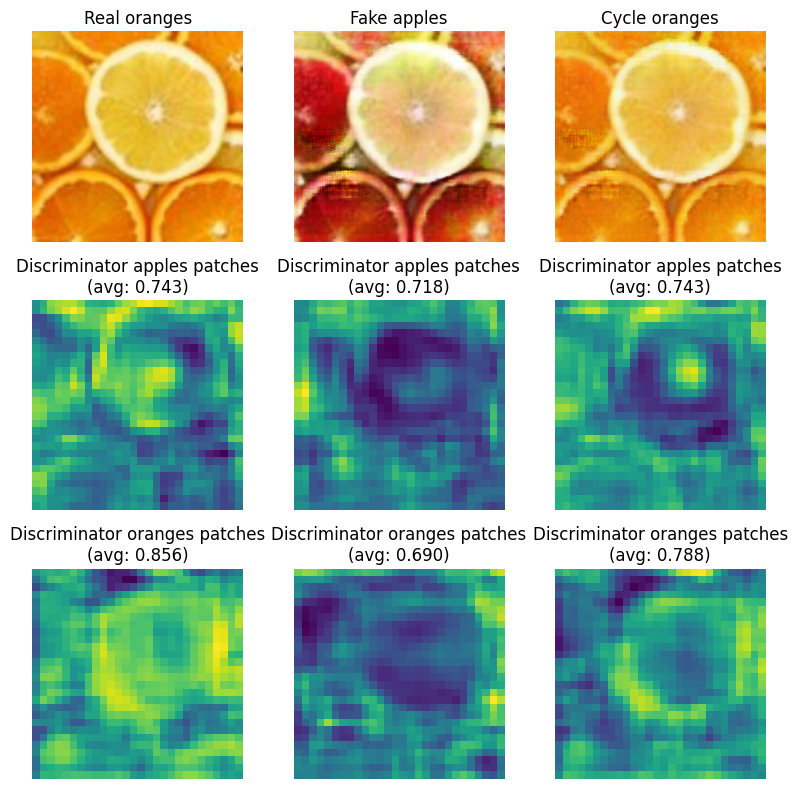 Real oranges
Fake apples
Cycle oranges
Discriminator apples patches
(avg: 0.743)
Discriminator apples patches
(avg: 0.718)
Discriminator apples patches
(avg: 0.743)
Discriminator oranges patches
(avg: 0.856)
Discriminator oranges patches
(avg: 0.690)
Discriminator oranges patches
(avg: 0.788)